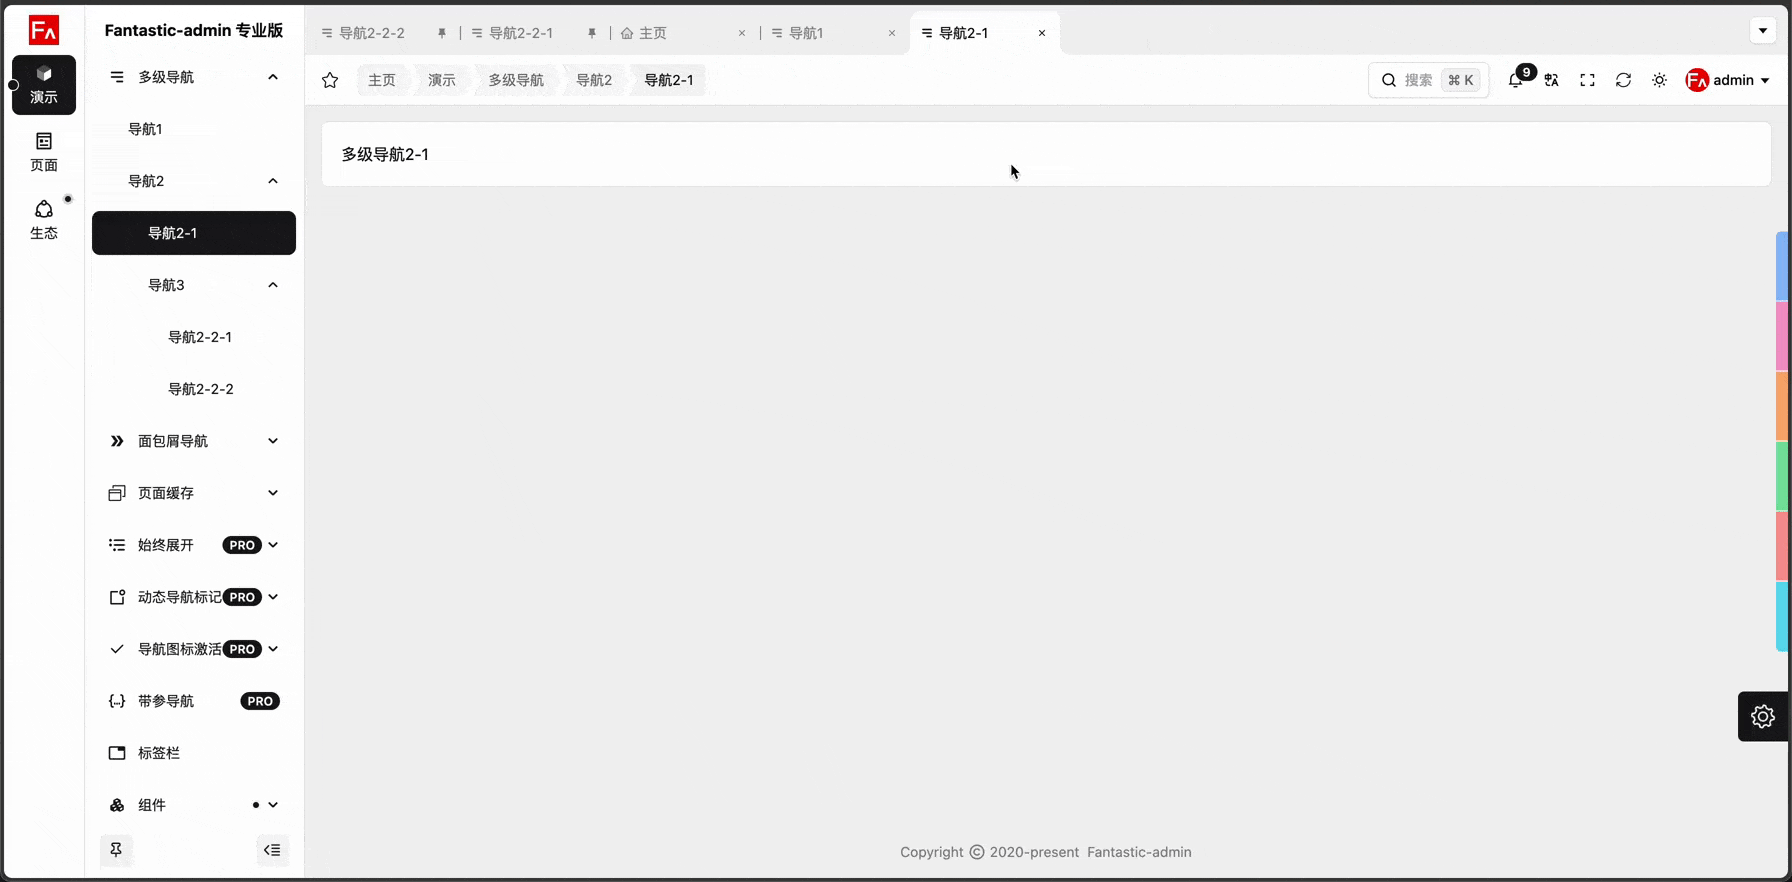 FA
演示
页面
生态
Fantastic-admin 专业版
多级导航
导航1
导航2
导航2-1
导航3
导航2-2-1
导航2-2-2
面包屑导航
页面缓存
始终展开 PRO
动态导航标记 PRO
导航图标激活 PRO
带参导航 PRO
标签栏
组件
导航2-2-2 导航2-2-1 主页 × 导航1 × 导航2-1 ×
主页 演示 多级导航 导航2 导航2-1
搜索 ⌘ K 9 FA admin
多级导航2-1
Copyright © 2020-present Fantastic-admin